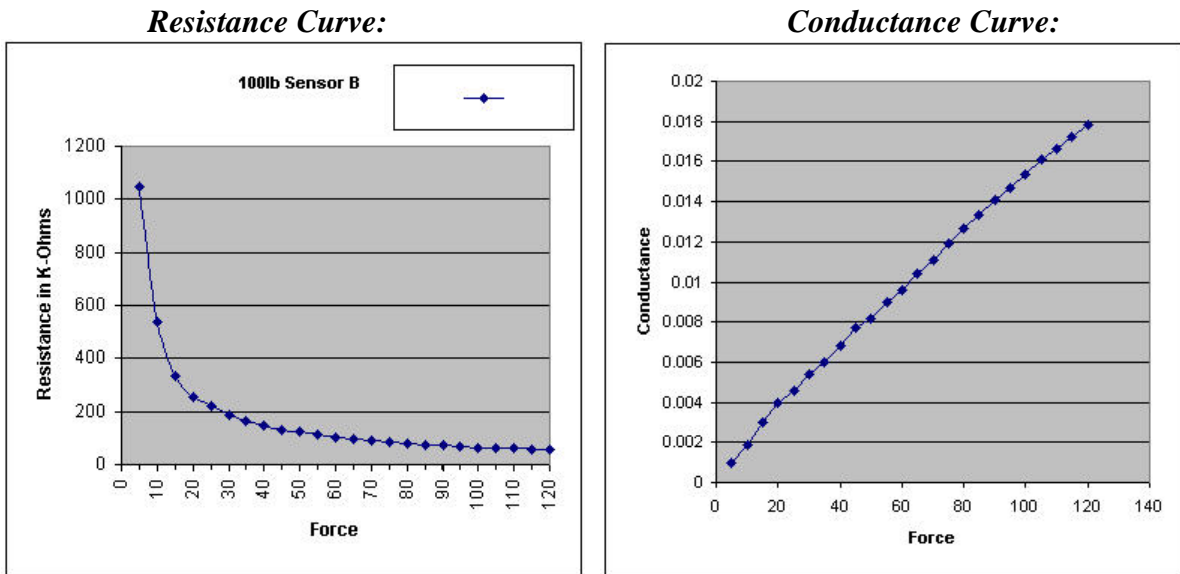 Resistance Curve:
Conductance Curve:
100lb Sensor B
1200
1000
800
600
400
200
0
Resistance in K-Ohms
0 10 20 30 40 50 60 70 80 90 100 110 120
Force
0.02
0.018
0.016
0.014
0.012
0.01
0.008
0.006
0.004
0.002
0
Conductance
0 20 40 60 80 100 120 140
Force